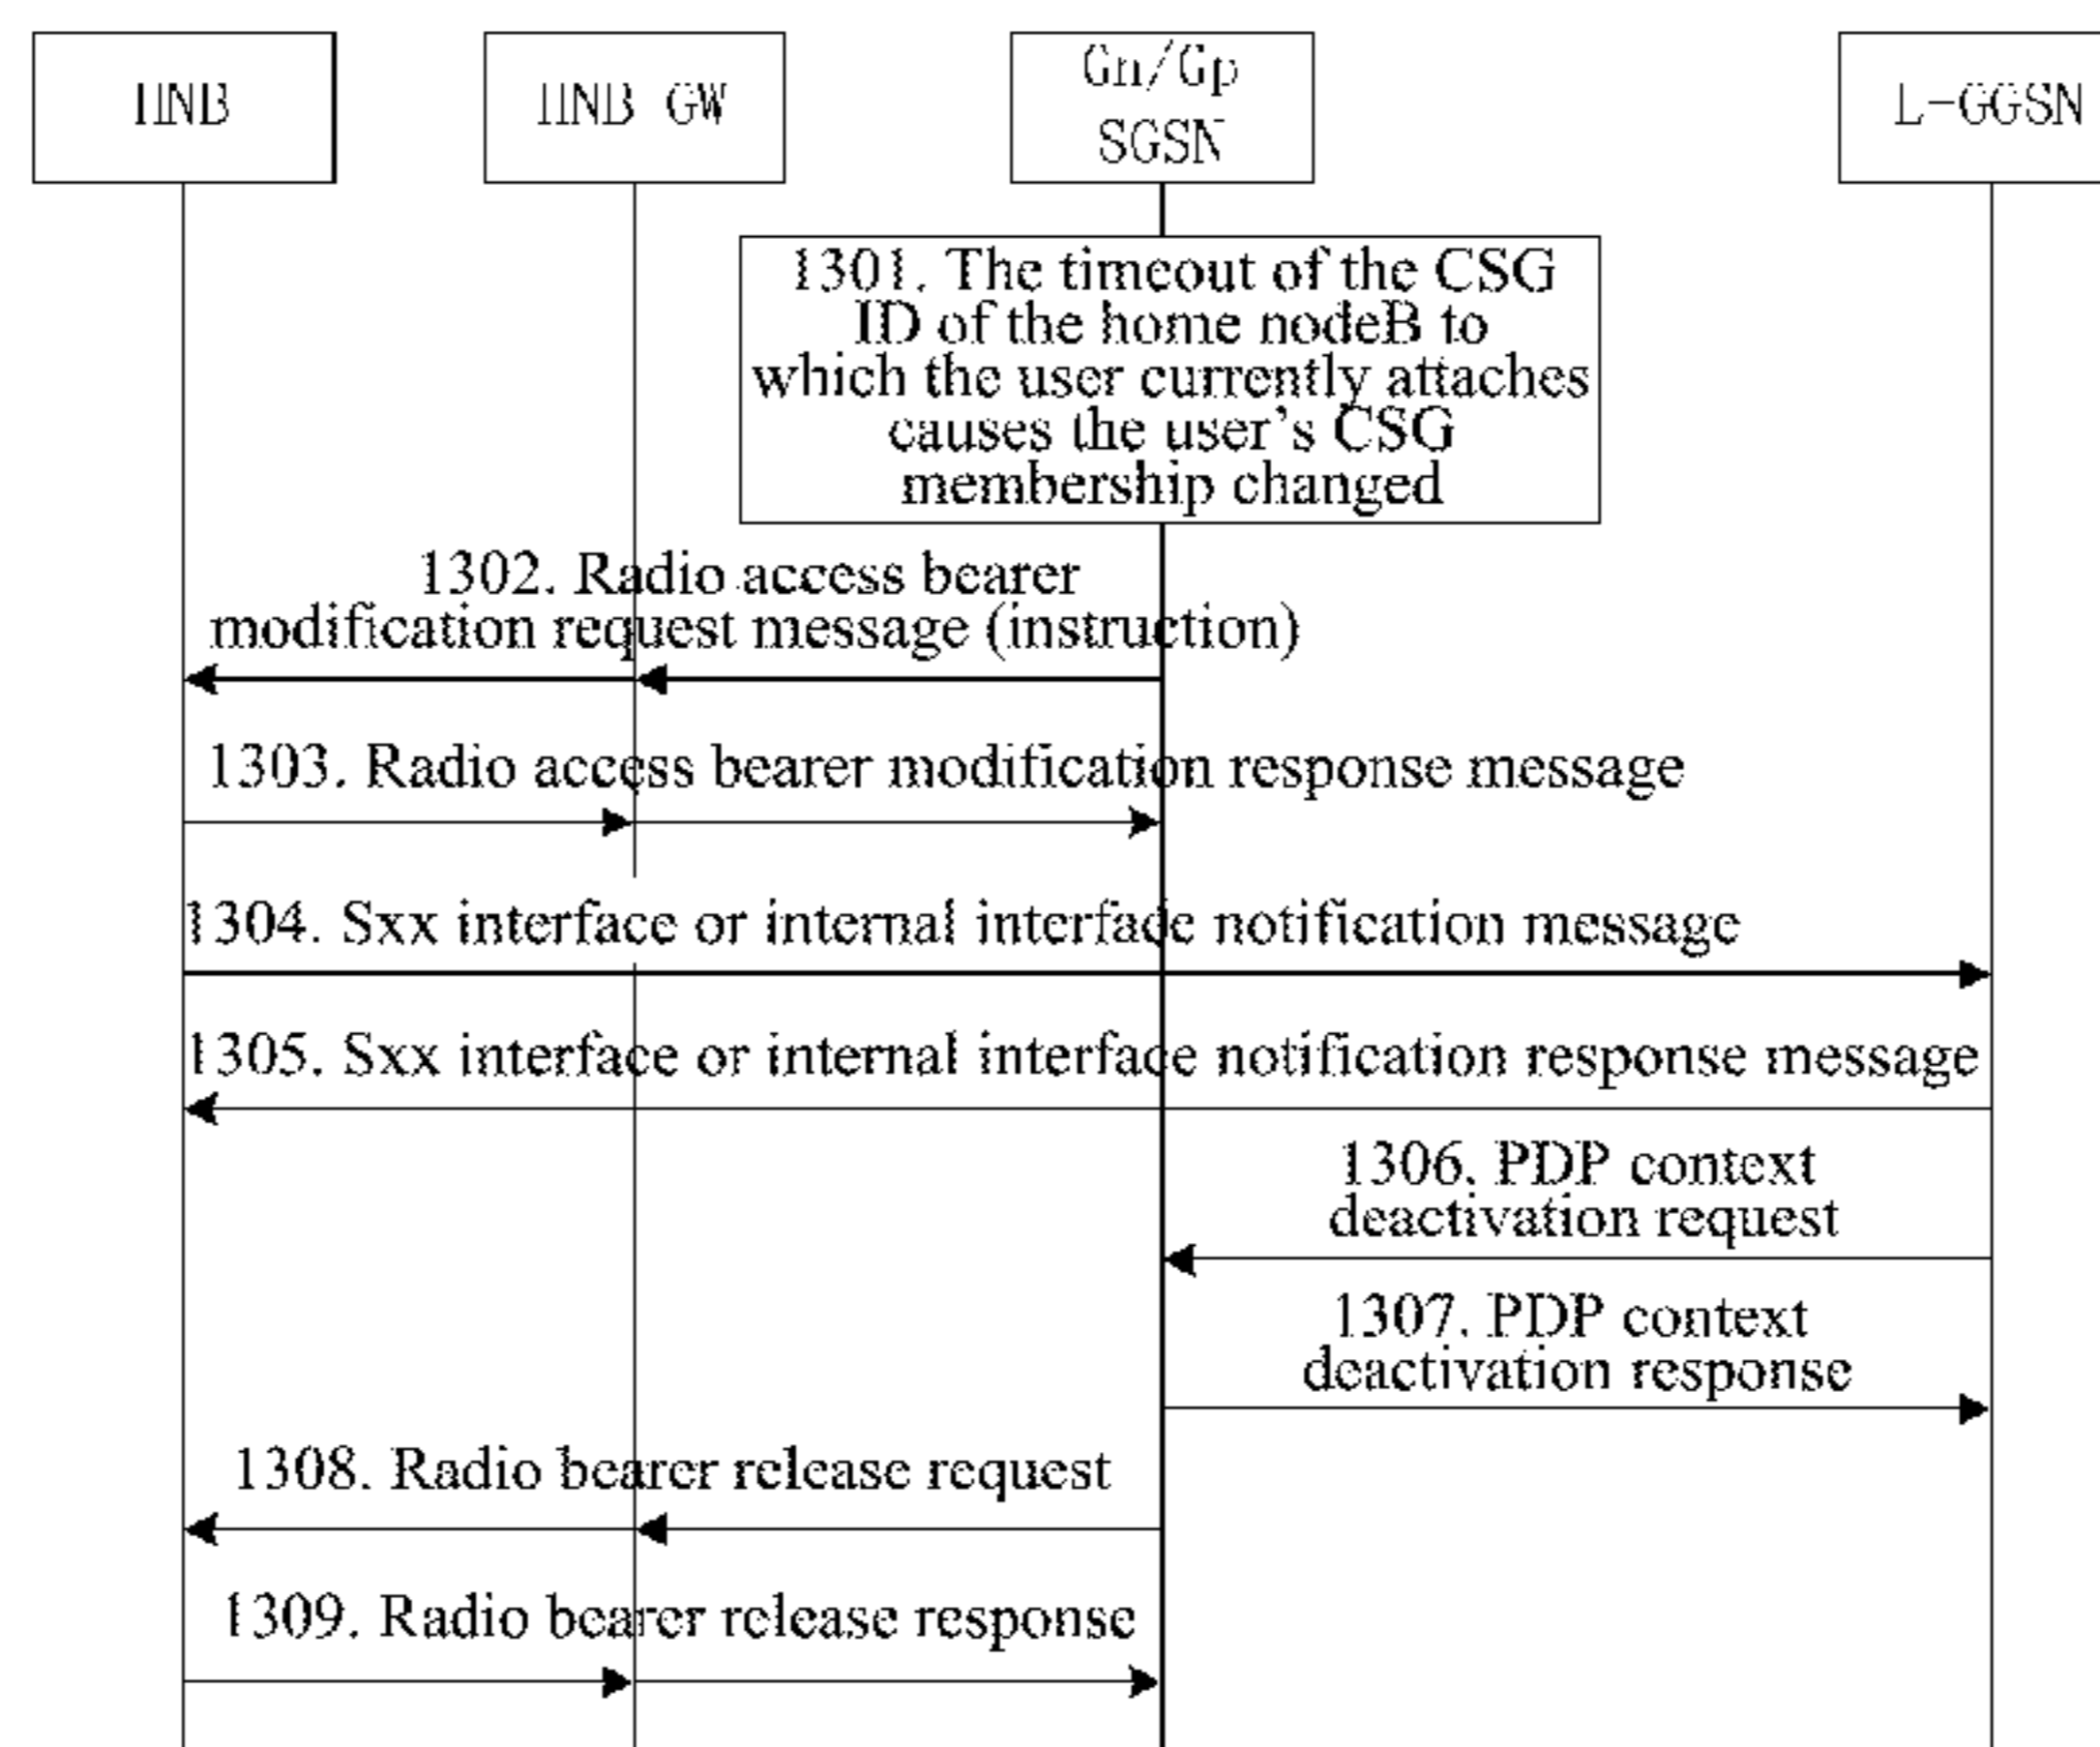 HNB
HNB GW
Gn/Gp
SGSN
L-GGSN
1301. The timeout of the CSG
ID of the home nodeB to
which the user currently attaches
causes the user's CSG
membership changed
1302. Radio access bearer
modification request message (instruction)
1303. Radio access bearer modification response message
1304. Sxx interface or internal interface notification message
1305. Sxx interface or internal interface notification response message
1306. PDP context
deactivation request
1307. PDP context
deactivation response
1308. Radio bearer release request
1309. Radio bearer release response